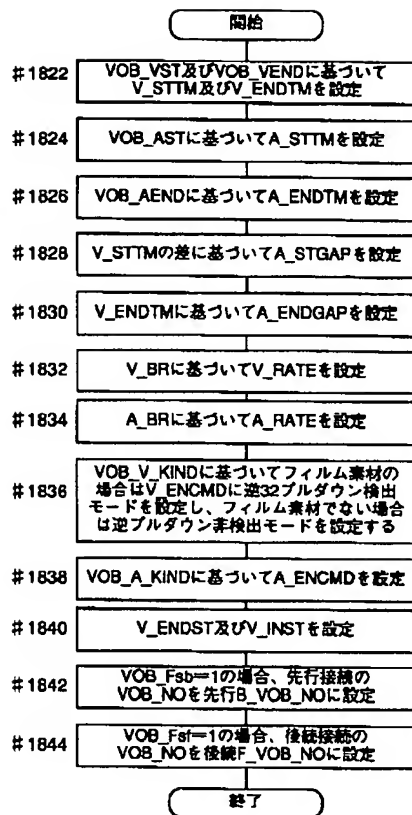 開始
#1822
VOB_VST及びVOB_VENDに基づいて
V_STTM及びV_ENDTMを設定
#1824
VOB_ASTに基づいてA_STTMを設定
#1826
VOB_AENDに基づいてA_ENDTMを設定
#1828
V_STTMの差に基づいてA_STGAPを設定
#1830
V_ENDTMに基づいてA_ENDGAPを設定
#1832
V_BRに基づいてV_RATEを設定
#1834
A_BRに基づいてA_RATEを設定
#1836
VOB_V_KINDに基づいてフィルム素材の
場合はV_ENCMDに逆32プルダウン検出
モードを設定し、フィルム素材でない場合
は逆プルダウン非検出モードを設定する
#1838
VOB_A_KINDに基づいてA_ENCMDを設定
#1840
V_ENDST及びV_INSTを設定
#1842
VOB_Fsb=1の場合、先行接続の
VOB_NOを先行B_VOB_NOに設定
#1844
VOB_Fsf=1の場合、後続接続の
VOB_NOを後続F_VOB_NOに設定
終了